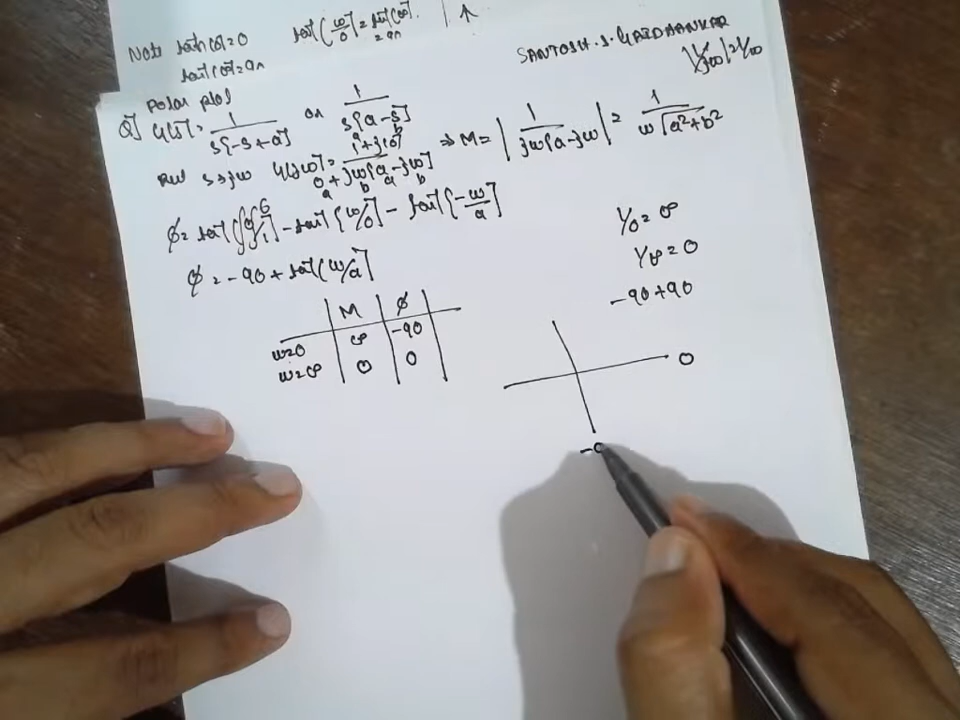 Note tan⁻¹(0)=0 tan⁻¹(∞/0)=tan⁻¹(∞)
tan⁻¹(∞)=90 =90
SANTOSH.S.
|1/jω|=1/ω
Polar plot
Q] G(s)= 1/s[-s+a] or 1/s[a-s]
Put s→jω G(jω)= 1+j0/0+jω[a-jω] ⇒ M= |1/jω[a-jω]| = 1/ω√a²+b²
a b a b
φ= tan⁻¹[0/1]-tan⁻¹[ω/0]-tan⁻¹[-ω/a]
φ=-90+tan⁻¹[ω/a]
1/0=∞
1/∞=0
-90+90
M φ
ω=0 ∞ -90
ω=∞ 0 0
0